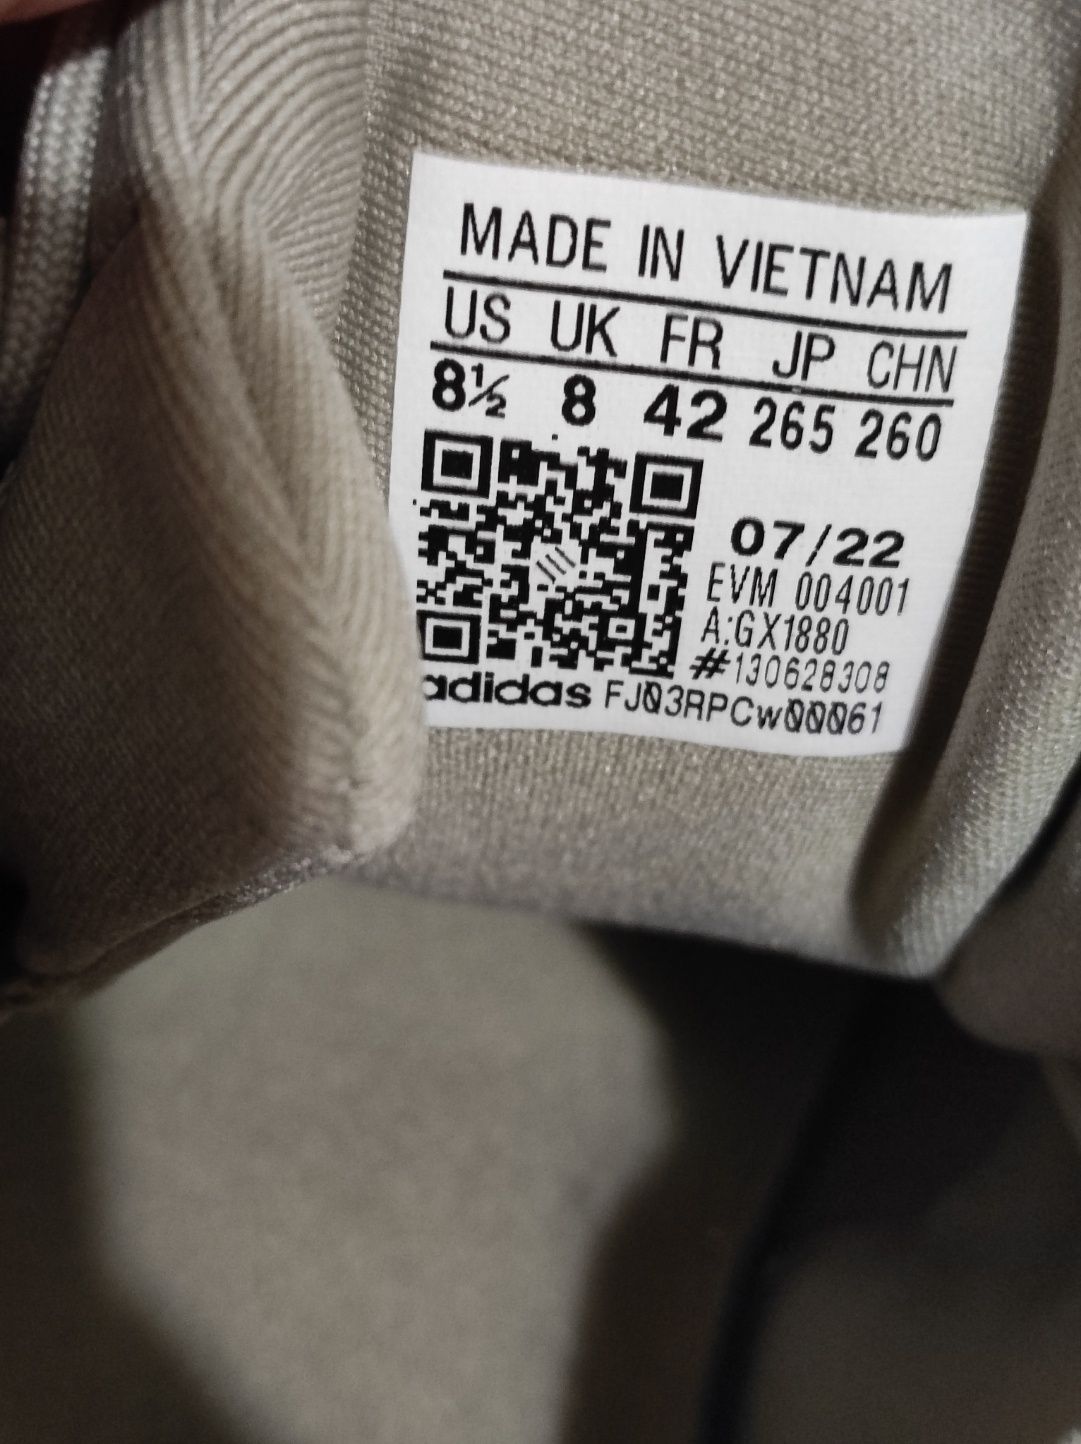 MADE IN VIETNAM
US UK FR JP CHN
8½ 8 42 265 260
07/22
EVM 004001
A:GX1880
#130628308
adidas FJ03RPCw00061